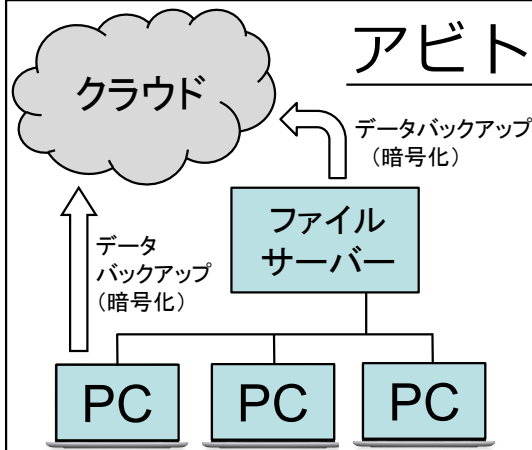 アビト
クラウド
データバックアップ
（暗号化）
ファイル
サーバー
データ
バックアップ
（暗号化）
PC
PC
PC